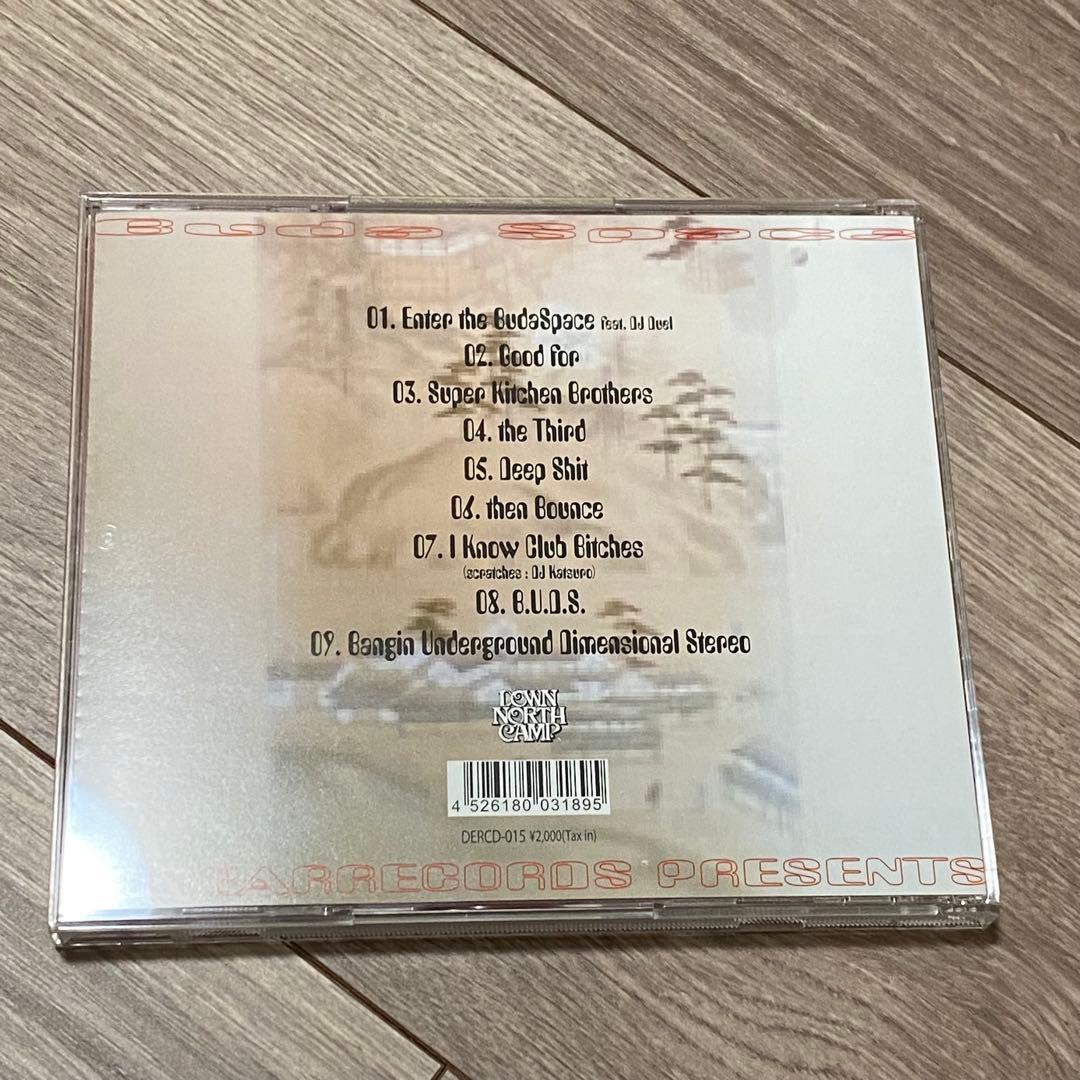 Buda Space
01. Enter the BudaSpace feat. DJ Duel
02. Good for
03. Super Kitchen Brothers
04. the Third
05. Deep Shit
06. then Bounce
07. I Know Club Bitches
(scratches : DJ Katsuro)
08. B.U.D.S.
09. Bangin Underground Dimensional Stereo
DOWN
NORTH
CAMP
4 526180 031895
DERCD-015 ¥2,000(Tax in)
PRESENTS